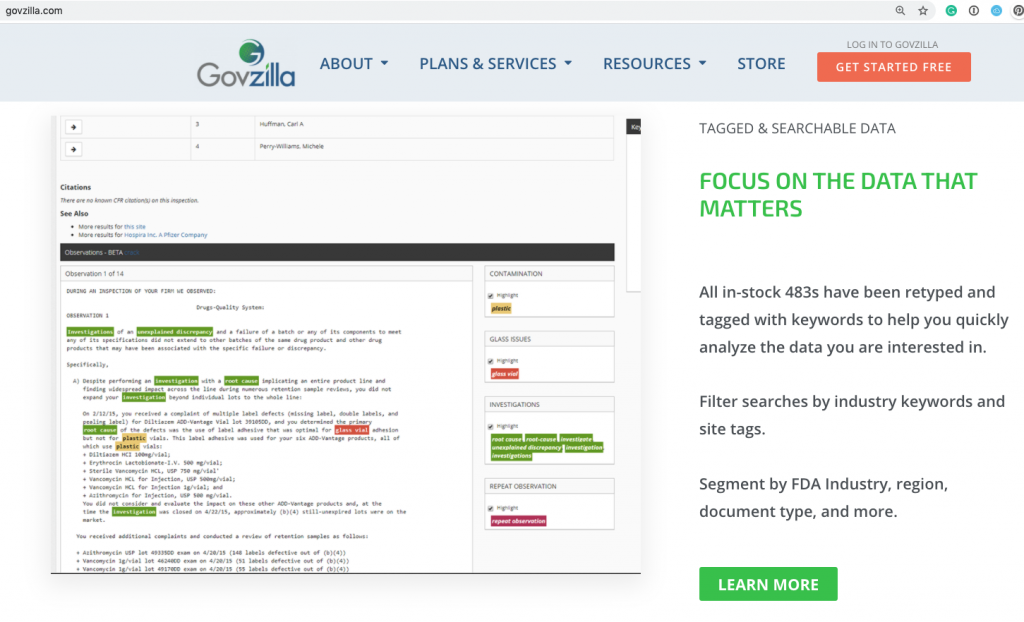 govzilla.com
Govzilla
ABOUT
PLANS & SERVICES
RESOURCES
STORE
LOG IN TO GOVZILLA
GET STARTED FREE
3 Huffman, Carl A
4 Perry-Williams, Michele
Key
Citations
There are no known CFR citation(s) on this inspection.
See Also
More results for this site
More results for Hospira Inc, A Pfizer Company
Observations - BETA
Observation 1 of 14
DURING AN INSPECTION OF YOUR FIRM WE OBSERVED:
Drugs-Quality System:
OBSERVATION 1
Investigations of an unexplained discrepancy and a failure of a batch or any of its components to meet
any of its specifications did not extend to other batches of the same drug product and other drug
products that may have been associated with the specific failure or discrepancy.
Specifically,
A) Despite performing an investigation with a root cause implicating an entire product line and
finding widespread impact across the line during numerous retention sample reviews, you did not
expand your investigation beyond individual lots to the whole line:
On 2/12/15, you received a complaint of multiple label defects (missing label, double labels, and
pealing label) for Diltiazem ADD-Vantage Vial lot 39105DD, and you determined the primary
root cause of the defects was the use of label adhesive that was optimal for glass vial adhesion
but not for plastic vials. This label adhesive was used for your six ADD-Vantage products, all of
which use plastic vials:
+ Diltiazem HCI 100mg/vial;
+ Erythrocin Lactobionate-I.V. 500 mg/vial;
+ Sterile Vancomycin HCL, USP 750 mg/vial"
+ Vancomycin HCL for Injection, USP 500mg/vial;
+ Vancomycin HCL for Injection 1g/vial; and
+ Azithromycin for Injection, USP 500 mg/vial.
You did not consider and evaluate the impact on these other ADD-Vantage products and, at the
time the investigation was closed on 4/22/15, approximately (b)(4) still-unexpired lots were on the
market.
You received additional complaints and conducted a review of retention samples as follows:
+ Azithromycin USP lot 49335DD exam on 4/20/15 (148 labels defective out of (b)(4))
+ Vancomycin 1g/vial lot 46240DD exam on 4/20/15 (51 labels defective out of (b)(4))
+ Vancomycin 1g/vial lot 49170DD exam on 4/20/15 (55 labels defective out of (b)(4))
CONTAMINATION
Highlight
plastic
GLASS ISSUES
Highlight
glass vial
INVESTIGATIONS
Highlight
root cause root-cause investigate
unexplained discrepancy investigation
investigations
REPEAT OBSERVATION
Highlight
repeat observation
TAGGED & SEARCHABLE DATA
FOCUS ON THE DATA THAT
MATTERS
All in-stock 483s have been retyped and
tagged with keywords to help you quickly
analyze the data you are interested in.
Filter searches by industry keywords and
site tags.
Segment by FDA Industry, region,
document type, and more.
LEARN MORE